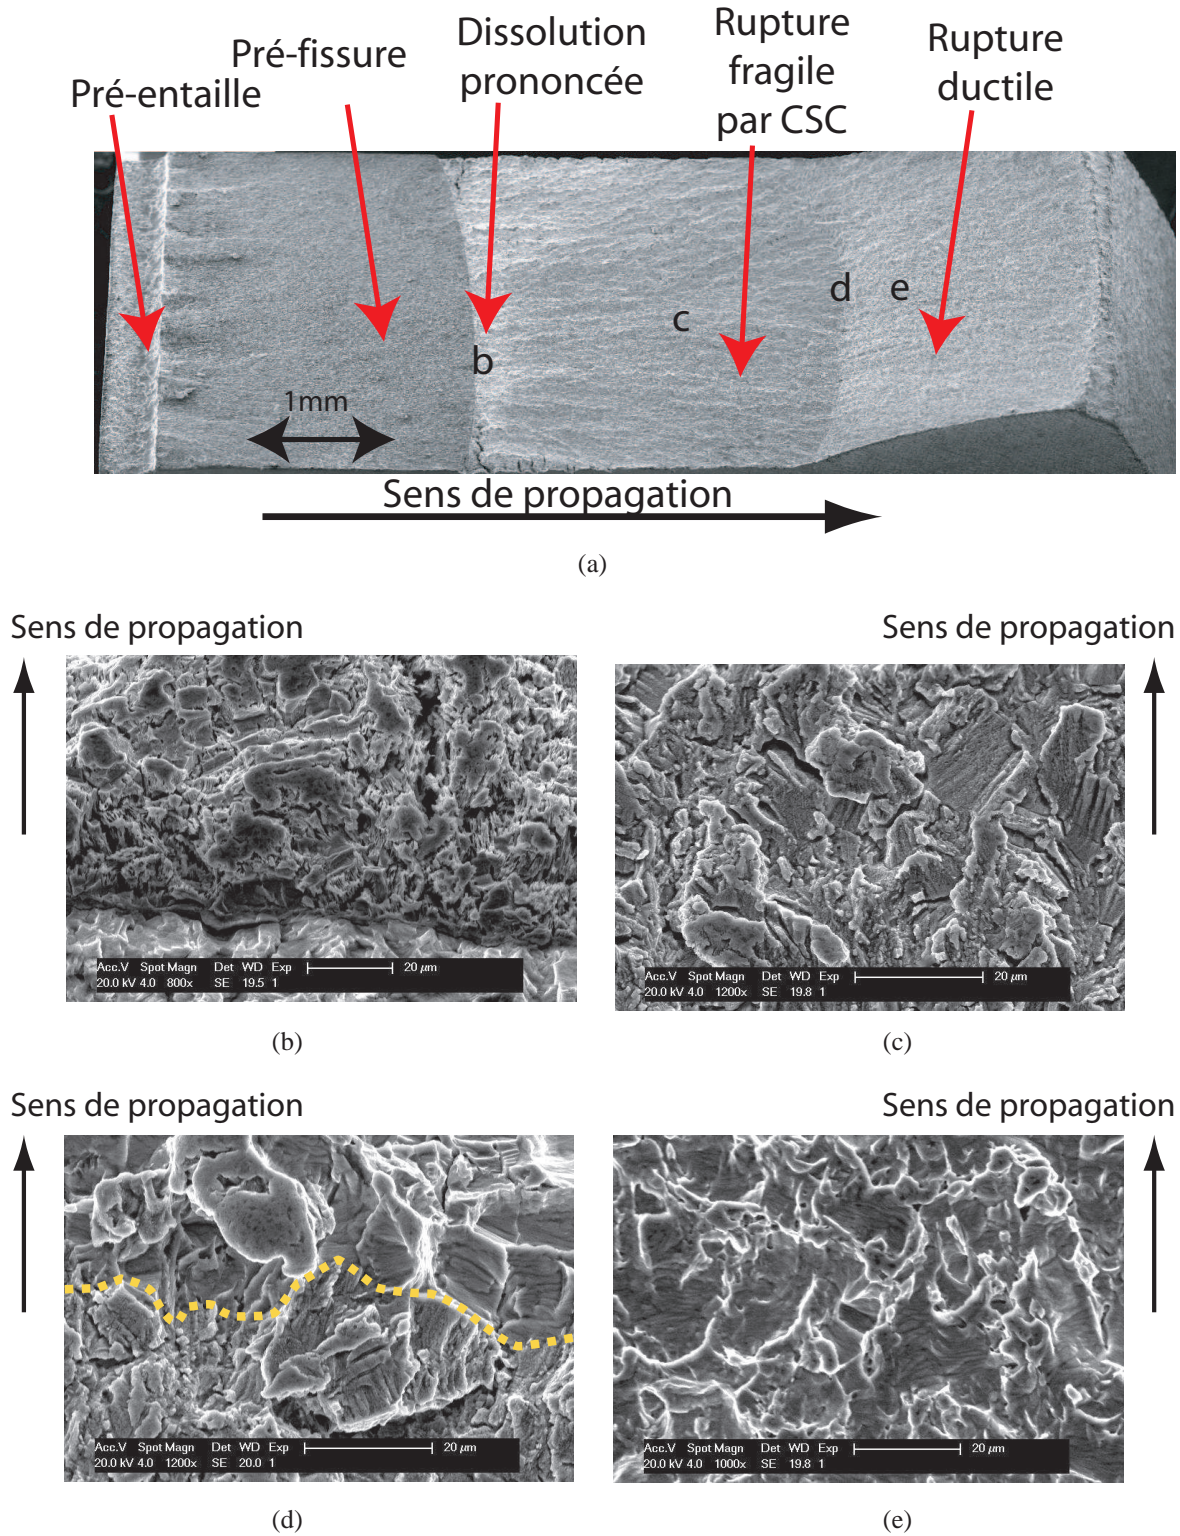 Pré-entaille
Pré-fissure
Dissolution
prononcée
Rupture
fragile
par CSC
Rupture
ductile
b
c
d
e
1mm
Sens de propagation
(a)
Sens de propagation
Sens de propagation
Acc.V Spot Magn Det WD Exp 20 µm
20.0 kV 4.0 800x SE 19.5 1
Acc.V Spot Magn Det WD Exp 20 µm
20.0 kV 4.0 1200x SE 19.8 1
(b)
(c)
Sens de propagation
Sens de propagation
Acc.V Spot Magn Det WD Exp 20 µm
20.0 kV 4.0 1200x SE 20.0 1
Acc.V Spot Magn Det WD Exp 20 µm
20.0 kV 4.0 1000x SE 19.8 1
(d)
(e)